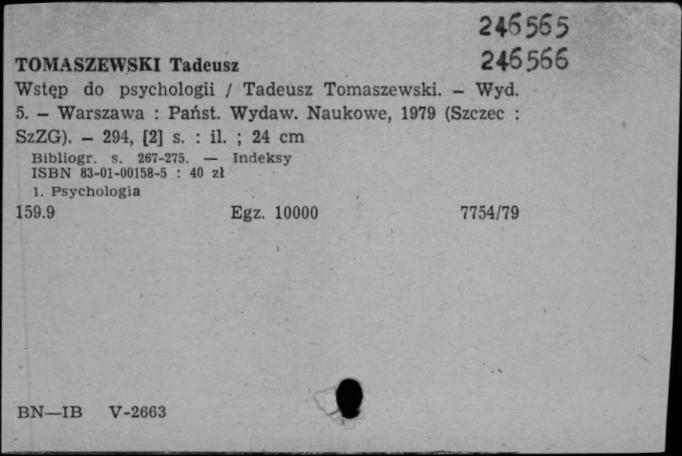 246565
TOMASZEWSKI Tadeusz 246566
Wstęp do psychologii / Tadeusz Tomaszewski. — Wyd.
5. — Warszawa : Państ. Wydaw. Naukowe, 1979 (Szczec :
SzZG). — 294, [2] s. : il. ; 24 cm
Bibliogr. s. 267-275. — Indeksy
ISBN 83-01-00158-5 : 40 zł
1. Psychologia
159.9 Egz. 10000 7754/79
BN—IB V-2663